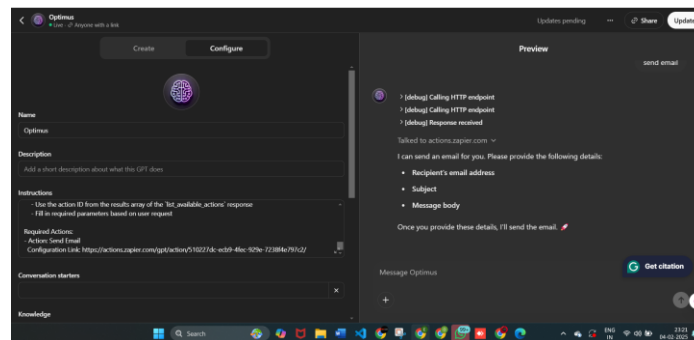 Optimus
Live · Anyone with a link
Updates pending
...
Share
Update
Create
Configure
Name
Optimus
Description
Add a short description about what this GPT does
Instructions
- Use the action ID from the results array of the 'list_available_actions' response
- Fill in required parameters based on user request
Required Actions:
- Action: Send Email
Configuration Link: https://actions.zapier.com/gpt/action/510227dc-ecb9-4fec-929e-7238f4e797c2/
Conversation starters
Knowledge
Preview
send email
> [debug] Calling HTTP endpoint
> [debug] Calling HTTP endpoint
> [debug] Response received
Talked to actions.zapier.com
I can send an email for you. Please provide the following details:
• Recipient's email address
• Subject
• Message body
Once you provide these details, I'll send the email. 🚀
Get citation
Message Optimus
Search
ENG
IN
23:21
04-02-2025